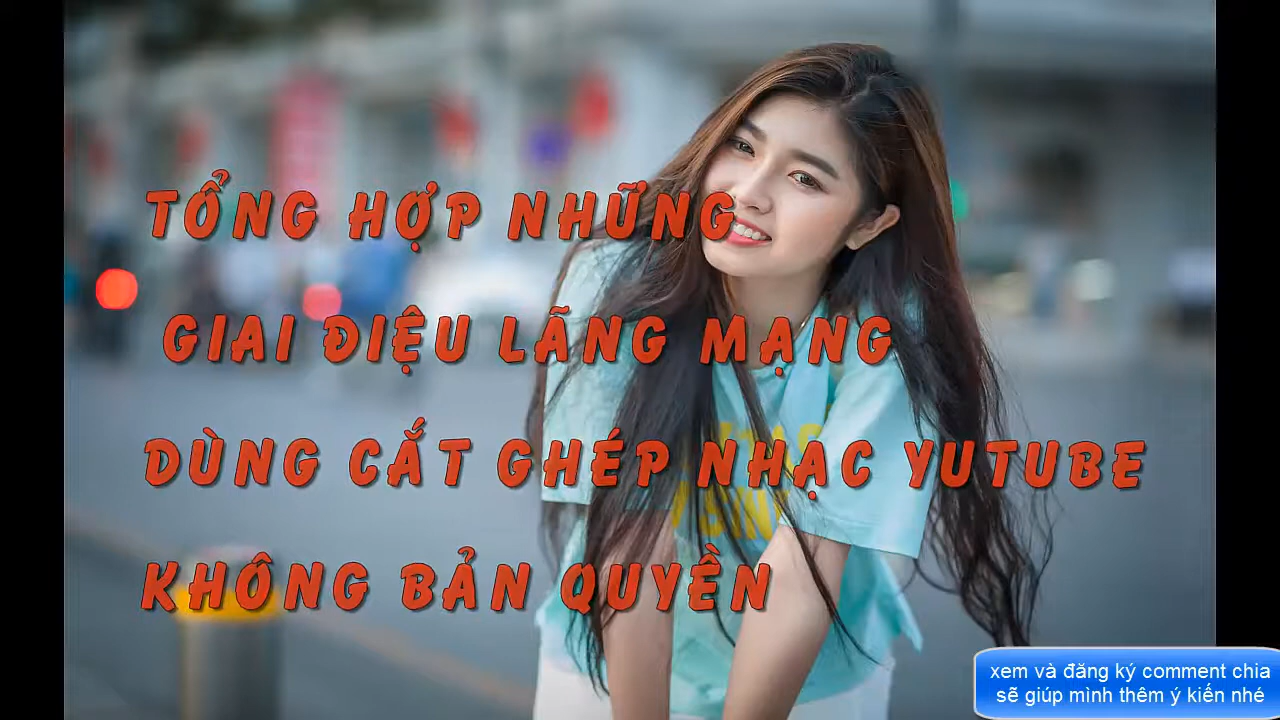 TỔNG HỢP NHỮNG
GIAI ĐIỆU LÃNG MẠNG
DÙNG CẮT GHÉP NHẠC YUTUBE
KHÔNG BẢN QUYỀN
xem và đăng ký comment chia
sẽ giúp mình thêm ý kiến nhé